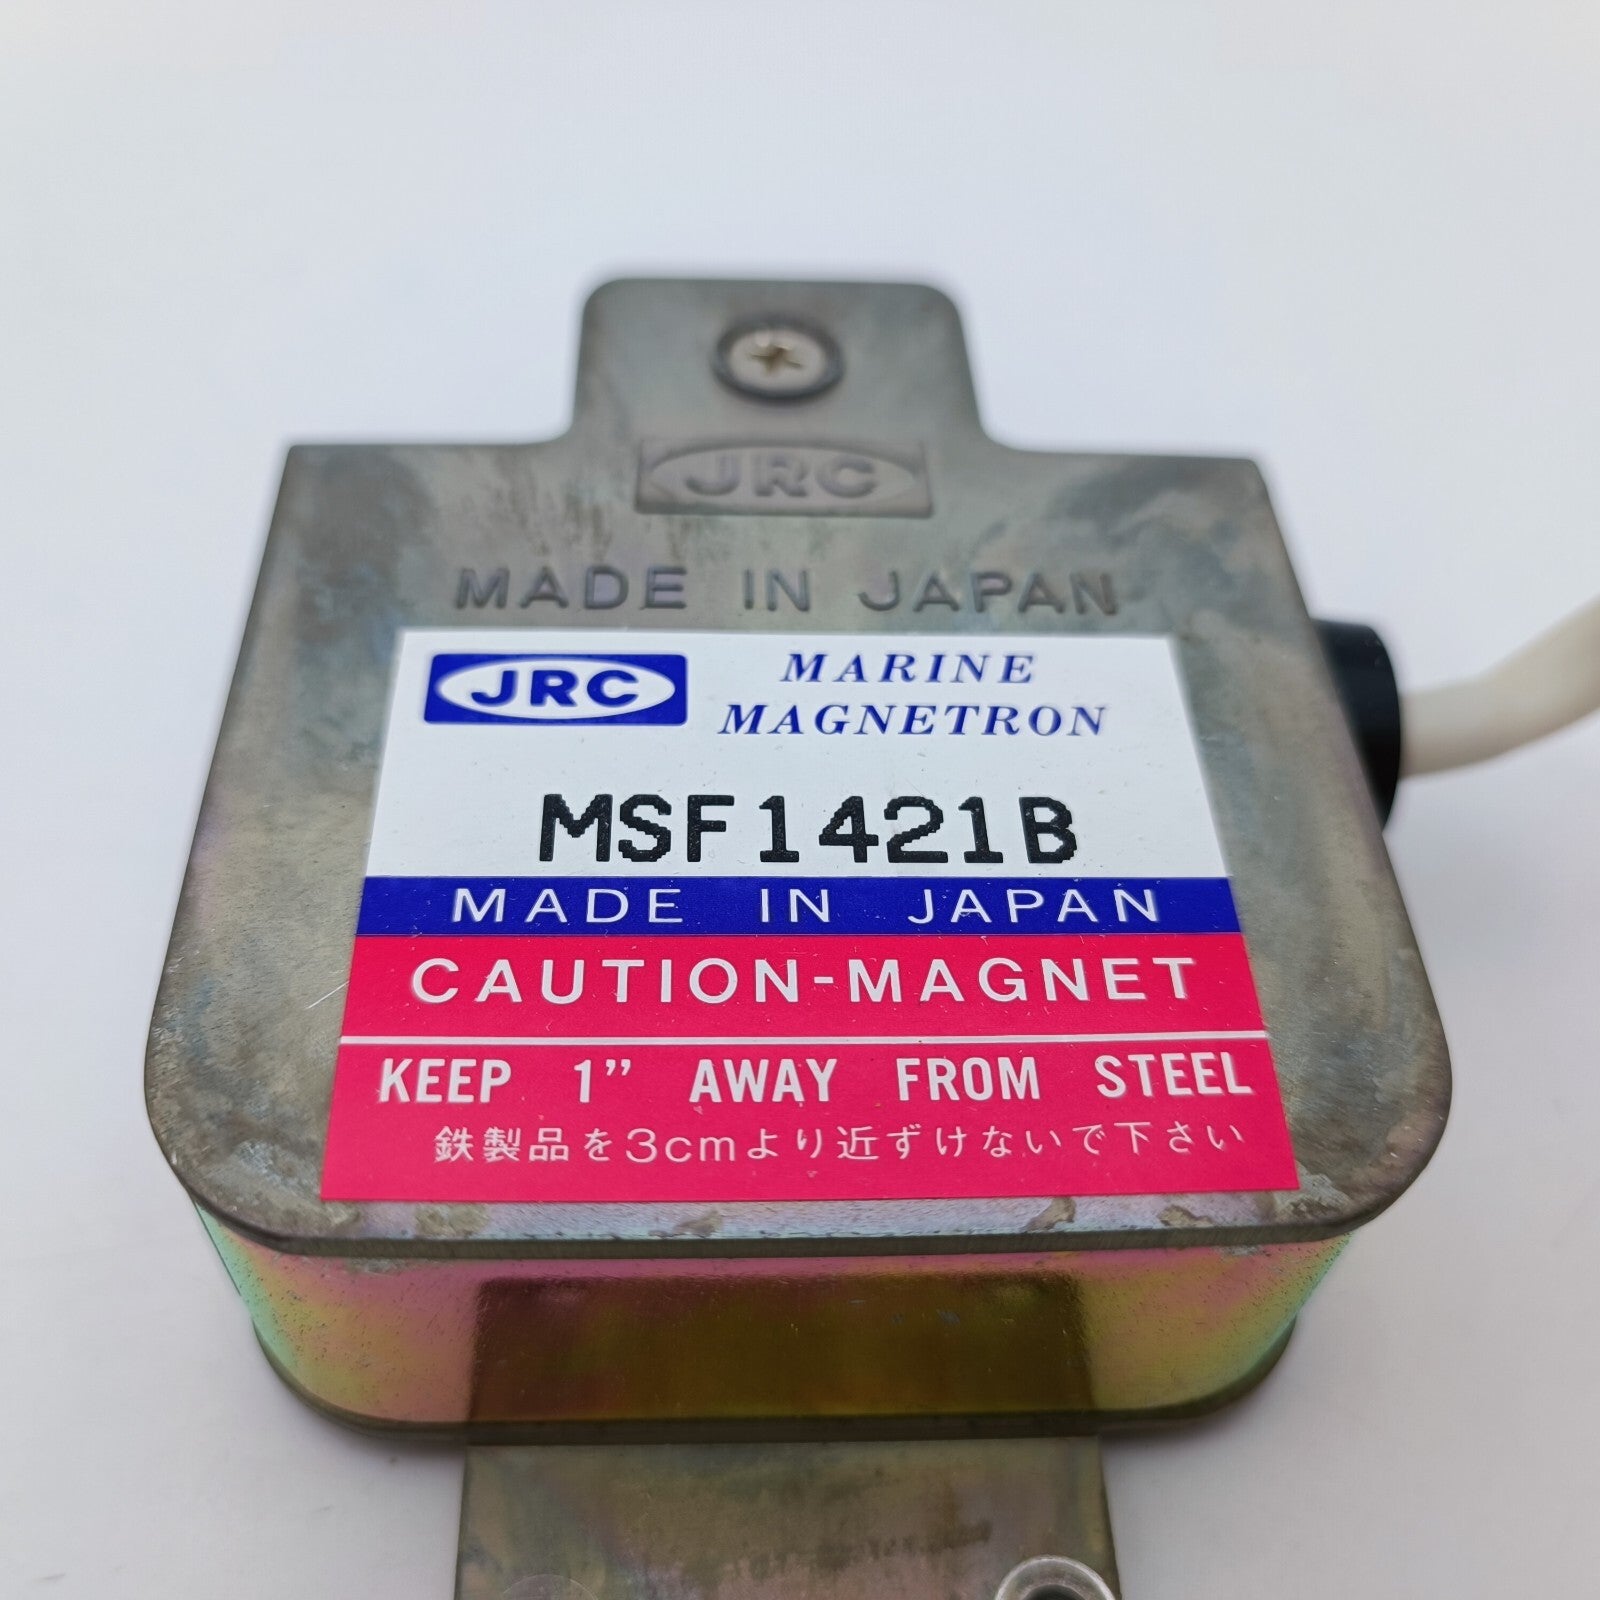 JRC
MADE IN JAPAN
JRC
MARINE
MAGNETRON
MSF1421B
MADE IN JAPAN
CAUTION-MAGNET
KEEP 1” AWAY FROM STEEL
鉄製品を3cmより近ずけないで下さい